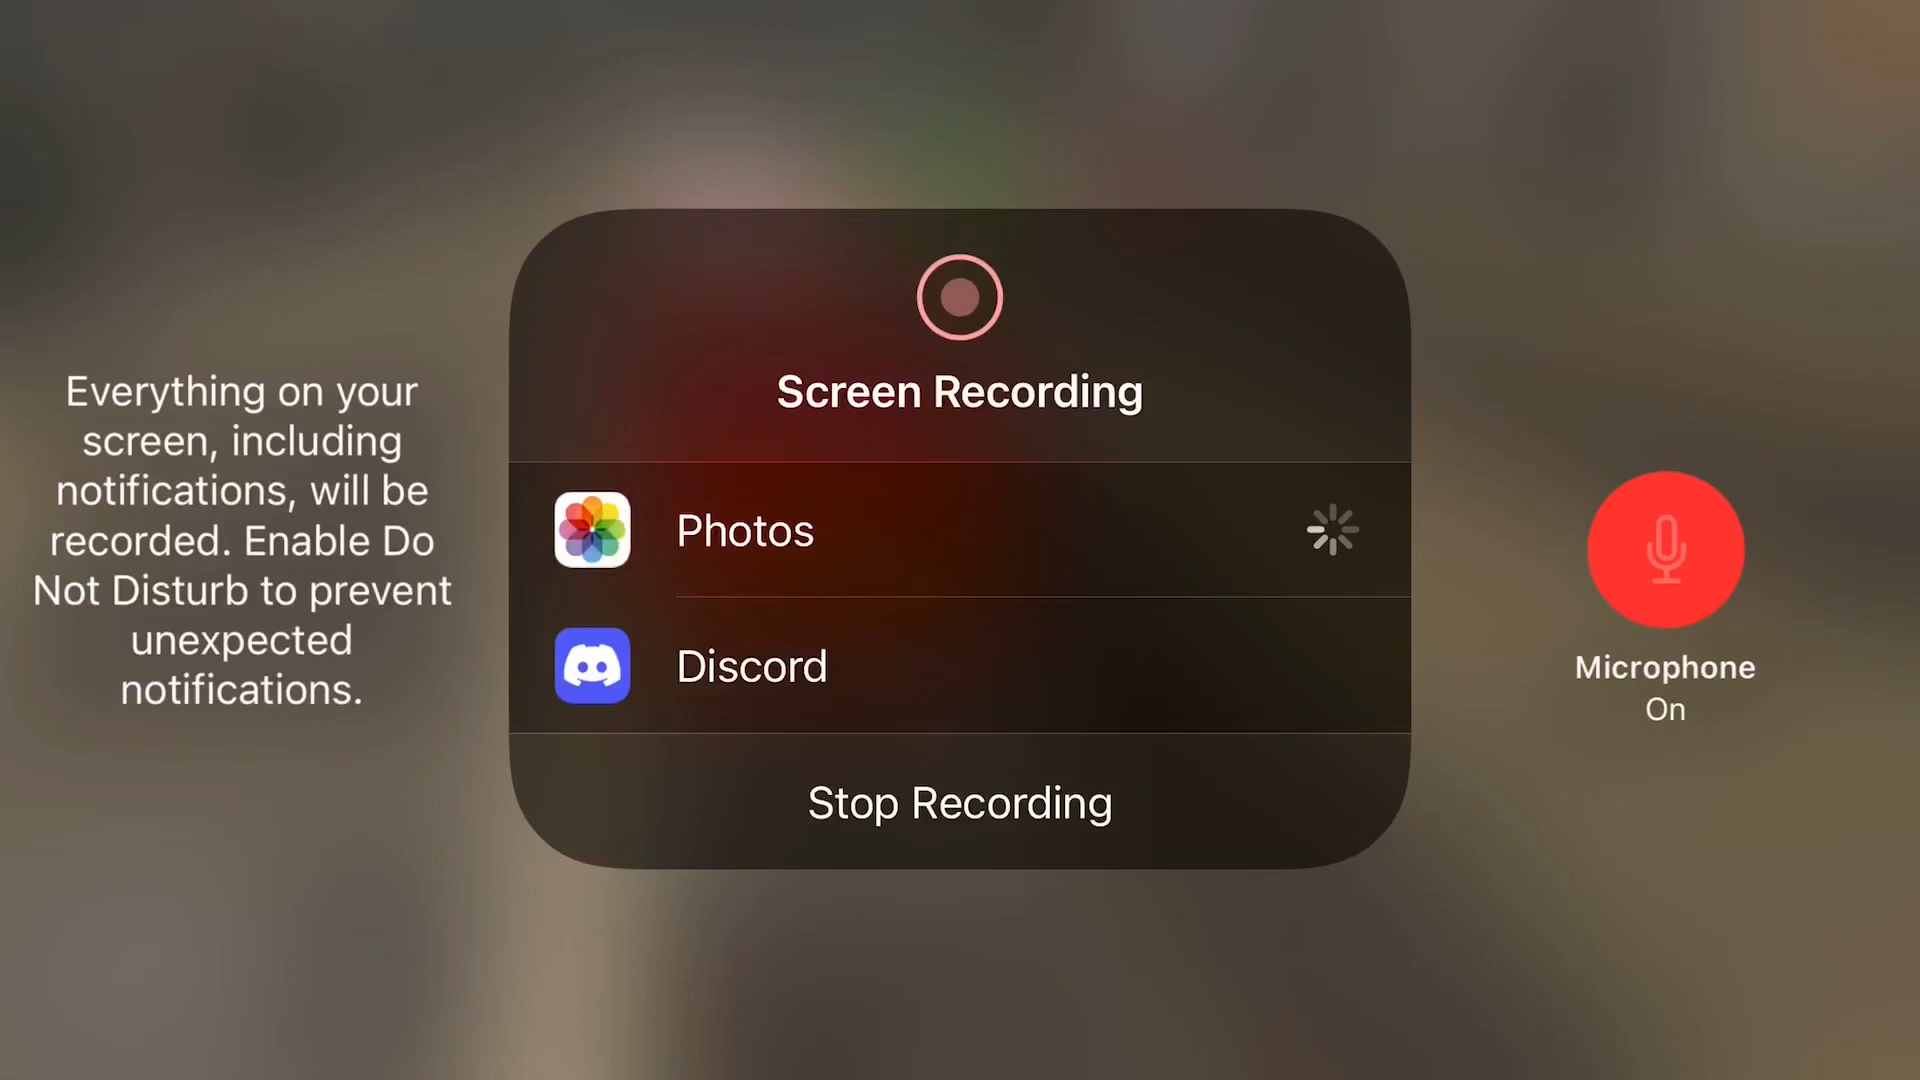 Everything on your
screen, including
notifications, will be
recorded. Enable Do
Not Disturb to prevent
unexpected
notifications.
Screen Recording
Photos
Discord
Stop Recording
Microphone
On